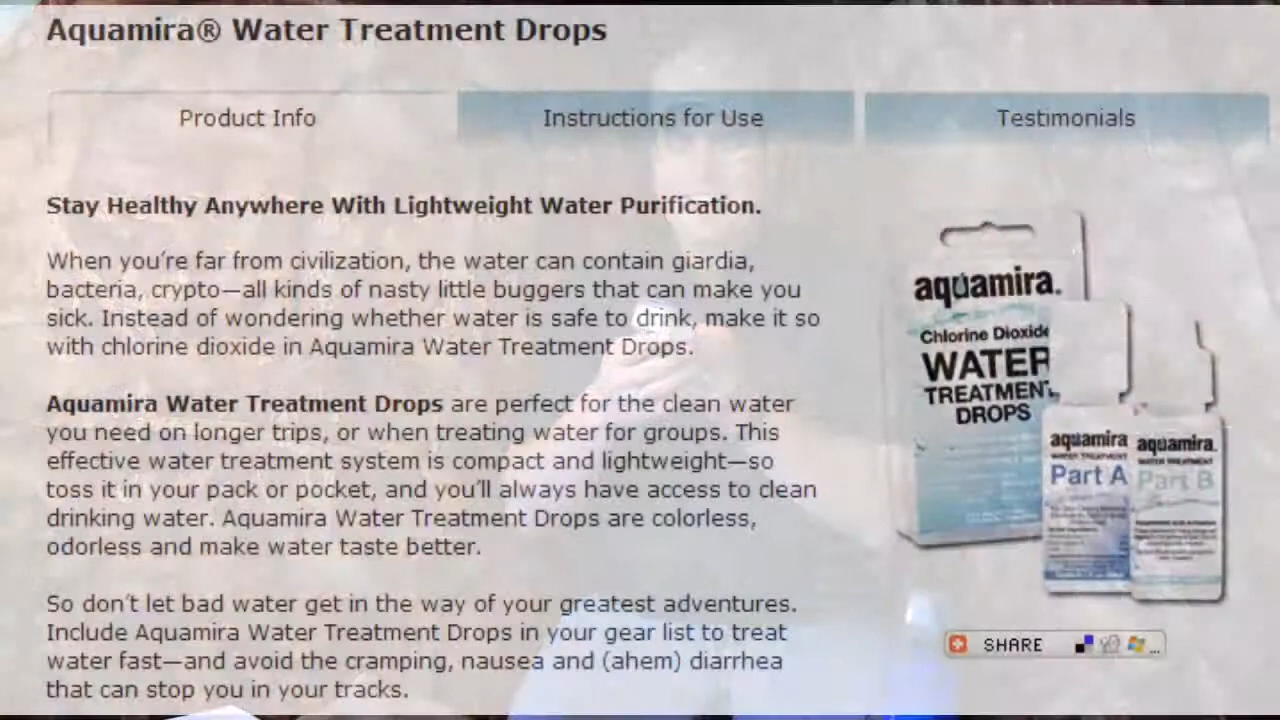 Aquamira® Water Treatment Drops
Product Info
Instructions for Use
Testimonials
Stay Healthy Anywhere With Lightweight Water Purification.
When you’re far from civilization, the water can contain giardia,
bacteria, crypto—all kinds of nasty little buggers that can make you
sick. Instead of wondering whether water is safe to drink, make it so
with chlorine dioxide in Aquamira Water Treatment Drops.
Aquamira Water Treatment Drops are perfect for the clean water
you need on longer trips, or when treating water for groups. This
effective water treatment system is compact and lightweight—so
toss it in your pack or pocket, and you’ll always have access to clean
drinking water. Aquamira Water Treatment Drops are colorless,
odorless and make water taste better.
So don’t let bad water get in the way of your greatest adventures.
Include Aquamira Water Treatment Drops in your gear list to treat
water fast—and avoid the cramping, nausea and (ahem) diarrhea
that can stop you in your tracks.
aquamira.
Chlorine Dioxide
WATER
TREATMENT
DROPS
aquamira
WATER TREATMENT
Part A
aquamira.
WATER TREATMENT
Part B
SHARE
...